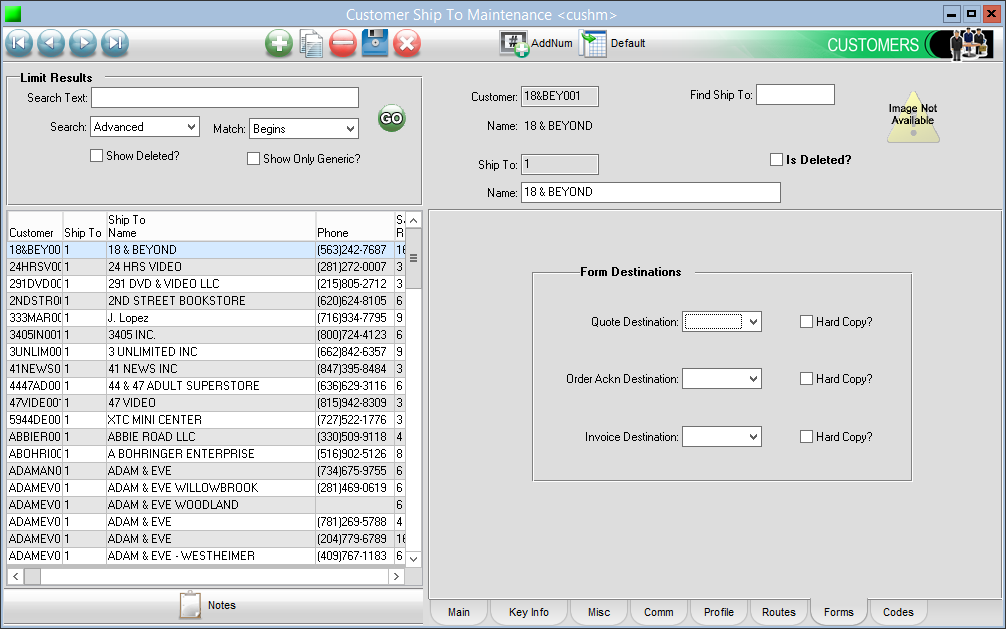 Customer Ship To Maintenance <cushm>
# AddNum Default CUSTOMERS
Limit Results
Search Text:
Search: Advanced Match: Begins GO
Show Deleted? Show Only Generic?
Customer: 18&BEY001 Find Ship To:
Image Not
Available
Name: 18 & BEYOND
Ship To: 1 Is Deleted?
Name: 18 & BEYOND
Customer Ship To Ship To Name Phone
18&BEY00 1 18 & BEYOND (563)242-7687 16
24HRSV00 1 24 HRS VIDEO (281)272-0007 3
291DVD00 1 291 DVD & VIDEO LLC (215)805-2712 3
2NDSTR0 1 2ND STREET BOOKSTORE (620)624-8105 6
333MAR00 1 J. Lopez (716)934-7795 9
3405IN001 1 3405 INC. (800)724-4123 6
3UNLIM00 1 3 UNLIMITED INC (662)842-6357 9
41NEWS0 1 41 NEWS INC (847)395-8484 3
4447AD00 1 44 & 47 ADULT SUPERSTORE (636)629-3116 6
47VIDE00 1 47 VIDEO (815)942-8309 3
5944DE00 1 XTC MINI CENTER (727)522-1776 3
ABBIER00 1 ABBIE ROAD LLC (330)509-9118 4
ABOHRI00 1 A BOHRINGER ENTERPRISE (516)902-5126 8
ADAMAN0 1 ADAM & EVE (734)675-9755 6
ADAMEV0 1 ADAM & EVE WILLOWBROOK (281)469-0619 6
ADAMEV0 1 ADAM & EVE WOODLAND 6
ADAMEV0 1 ADAM & EVE (781)269-5788 4
ADAMEV0 1 ADAM & EVE (204)779-6789 16
ADAMEV0 1 ADAM & EVE - WESTHEIMER (409)767-1183 6
Notes
Form Destinations
Quote Destination: Hard Copy?
Order Ackn Destination: Hard Copy?
Invoice Destination: Hard Copy?
Main Key Info Misc Comm Profile Routes Forms Codes